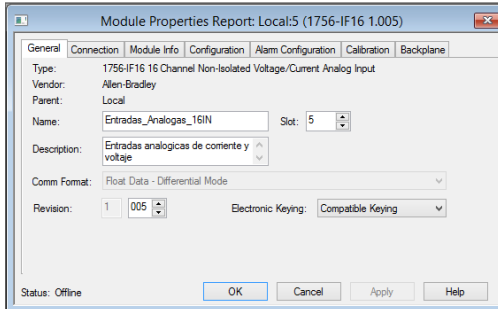 Module Properties Report: Local:5 (1756-IF16 1.005)
General Connection Module Info Configuration Alarm Configuration Calibration Backplane
Type: 1756-IF16 16 Channel Non-Isolated Voltage/Current Analog Input
Vendor: Allen-Bradley
Parent: Local
Name: Entradas_Analogas_16IN Slot: 5
Description: Entradas analogicas de corriente y
voltaje
Comm Format: Float Data - Differential Mode
Revision: 1 005 Electronic Keying: Compatible Keying
Status: Offline OK Cancel Apply Help